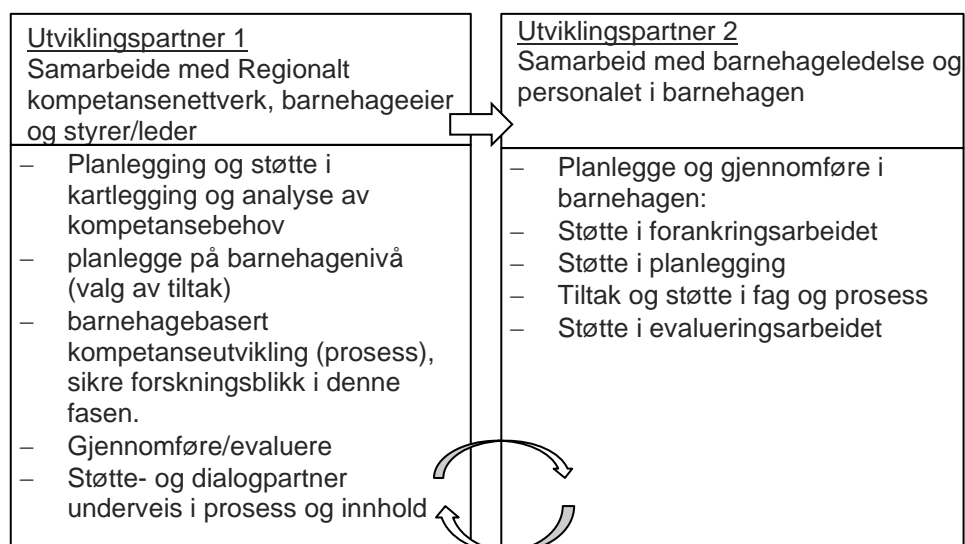 Utviklingspartner 1
Samarbeide med Regionalt
kompetansenettverk, barnehageeier
og styrer/leder
– Planlegging og støtte i
kartlegging og analyse av
kompetansebehov
– planlegge på barnehagenivå
(valg av tiltak)
– barnehagebasert
kompetanseutvikling (prosess),
sikre forskningsblikk i denne
fasen.
– Gjennomføre/evaluere
– Støtte- og dialogpartner
underveis i prosess og innhold
Utviklingspartner 2
Samarbeid med barnehageledelse og
personalet i barnehagen
– Planlegge og gjennomføre i
barnehagen:
– Støtte i forankringsarbeidet
– Støtte i planlegging
– Tiltak og støtte i fag og prosess
– Støtte i evalueringsarbeidet